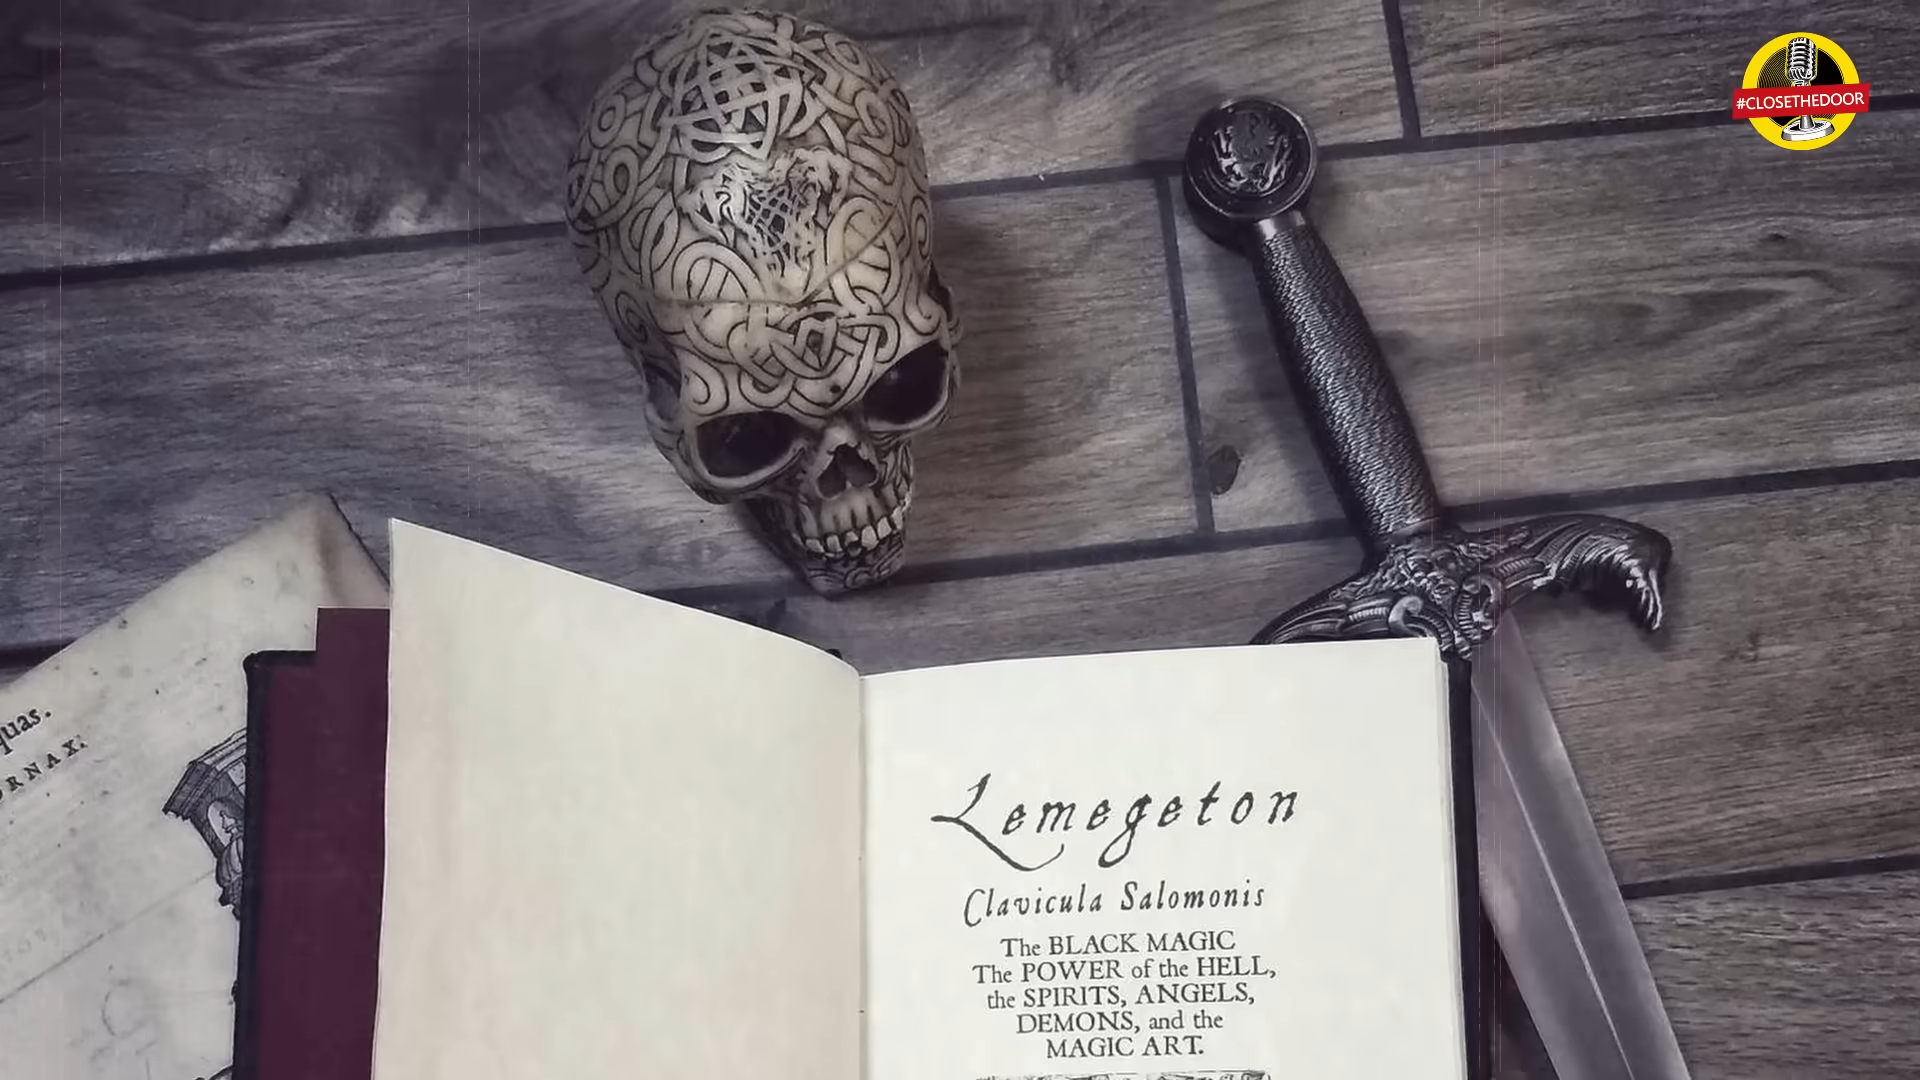 #CLOSETHEDOOR
quas.
Lemegeton
Clavicula Salomonis
The BLACK MAGIC
The POWER of the HELL,
the SPIRITS, ANGELS,
DEMONS, and the
MAGIC ART.